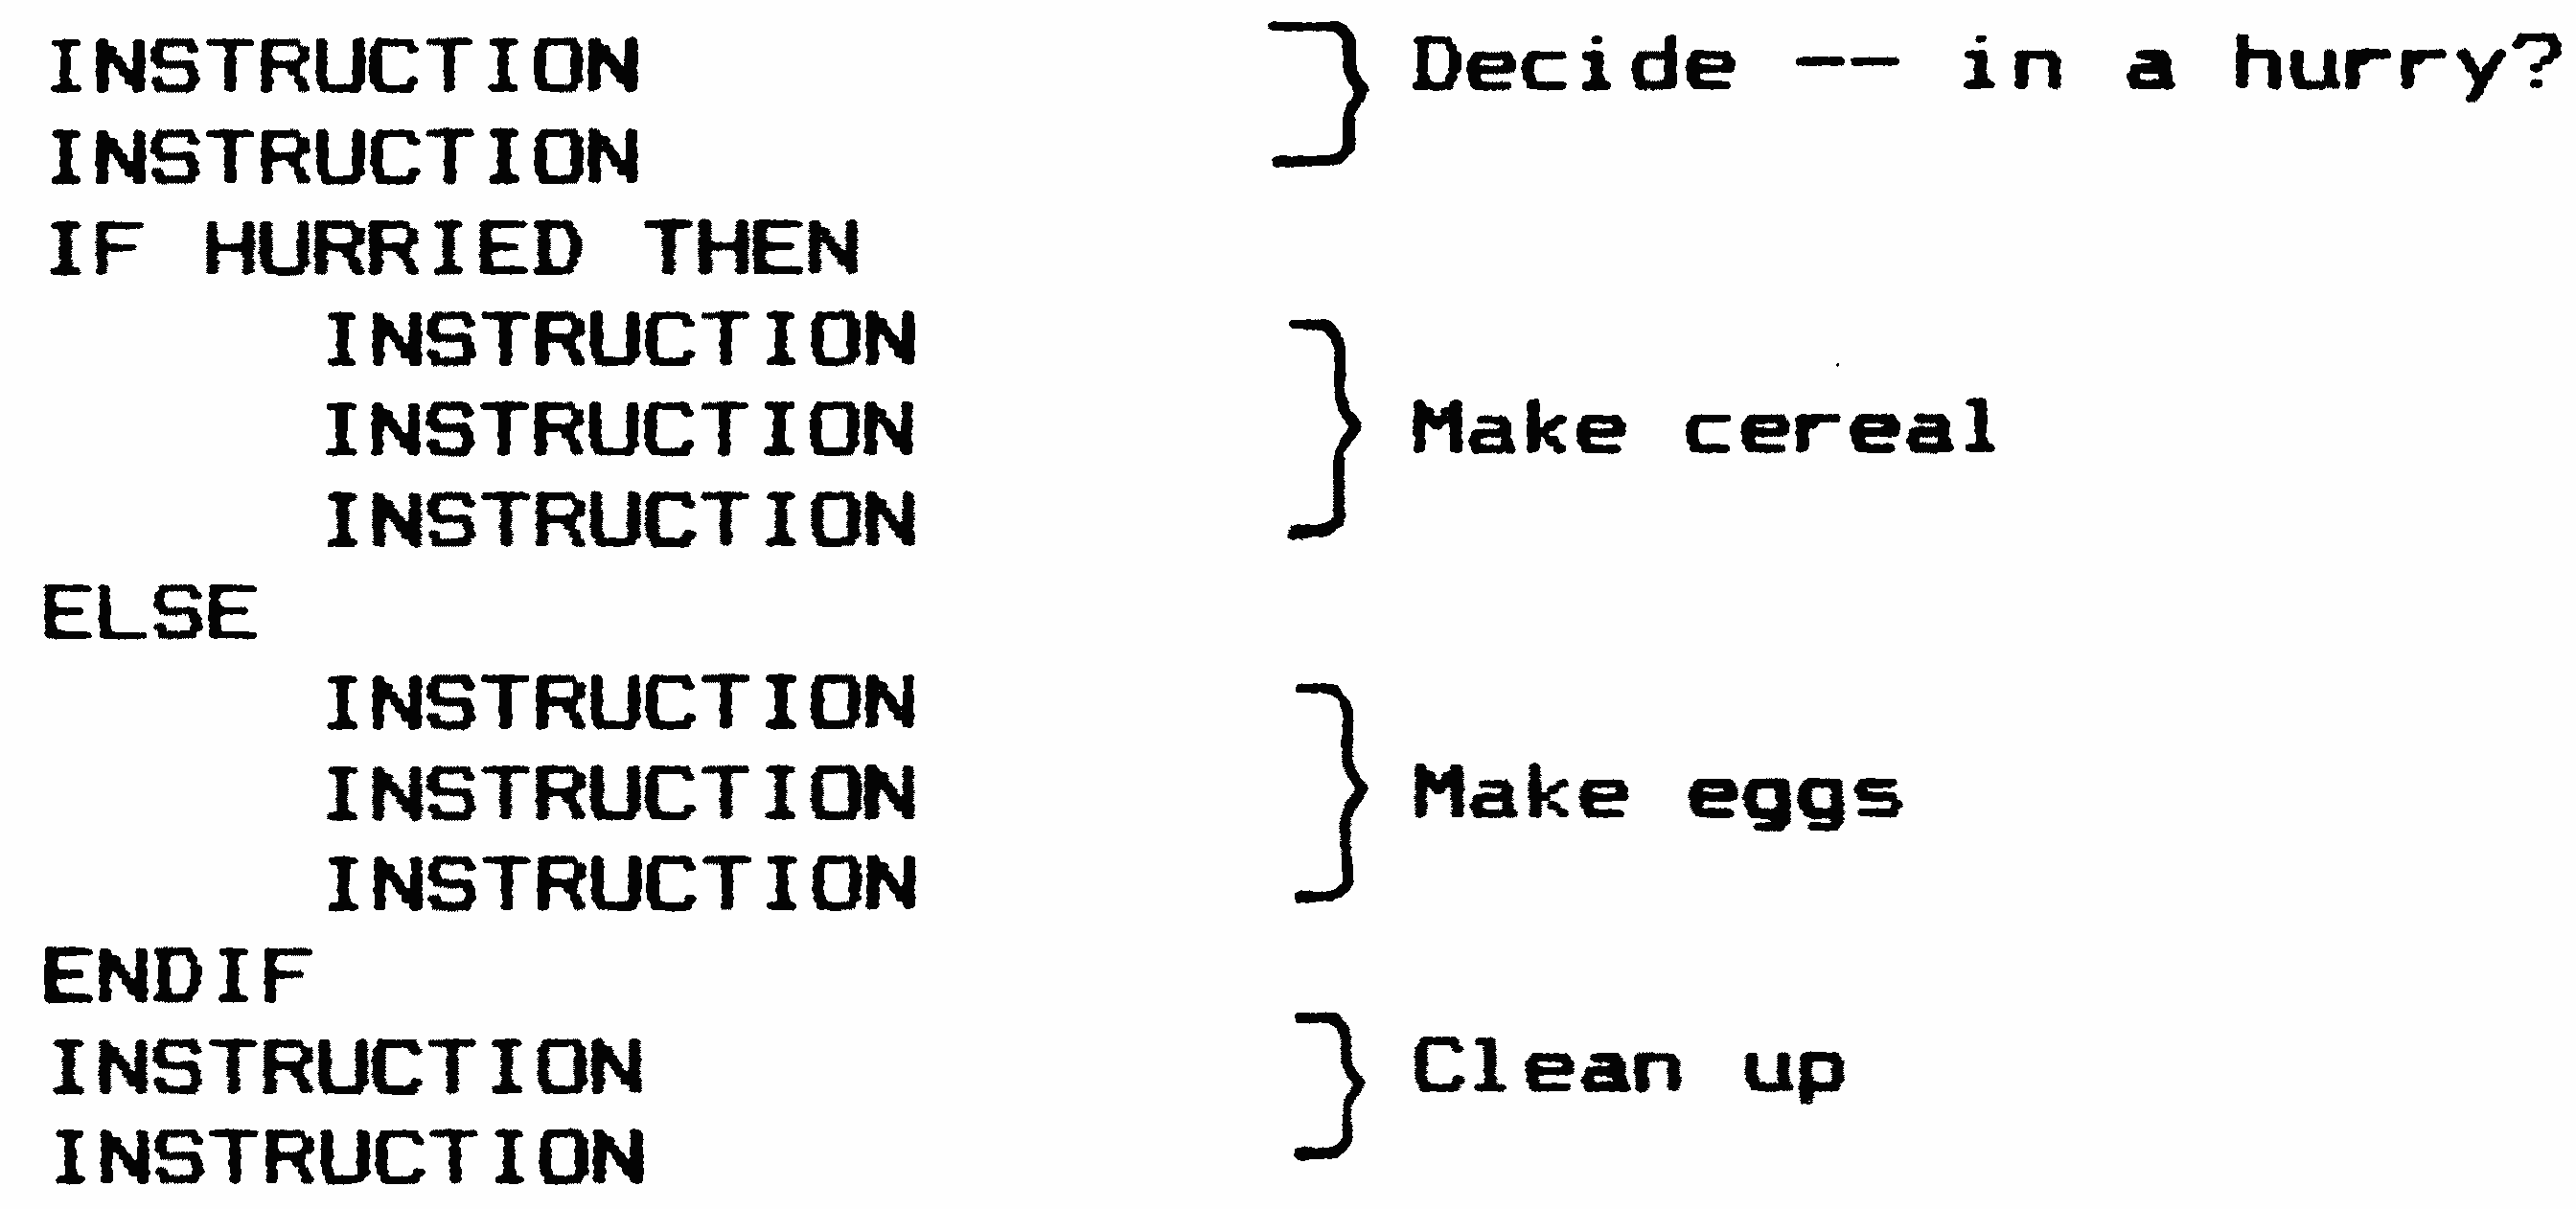 INSTRUCTION Decide -- in a hurry?
INSTRUCTION
IF HURRIED THEN
INSTRUCTION
INSTRUCTION Make cereal
INSTRUCTION
ELSE
INSTRUCTION
INSTRUCTION Make eggs
INSTRUCTION
ENDIF
INSTRUCTION Clean up
INSTRUCTION